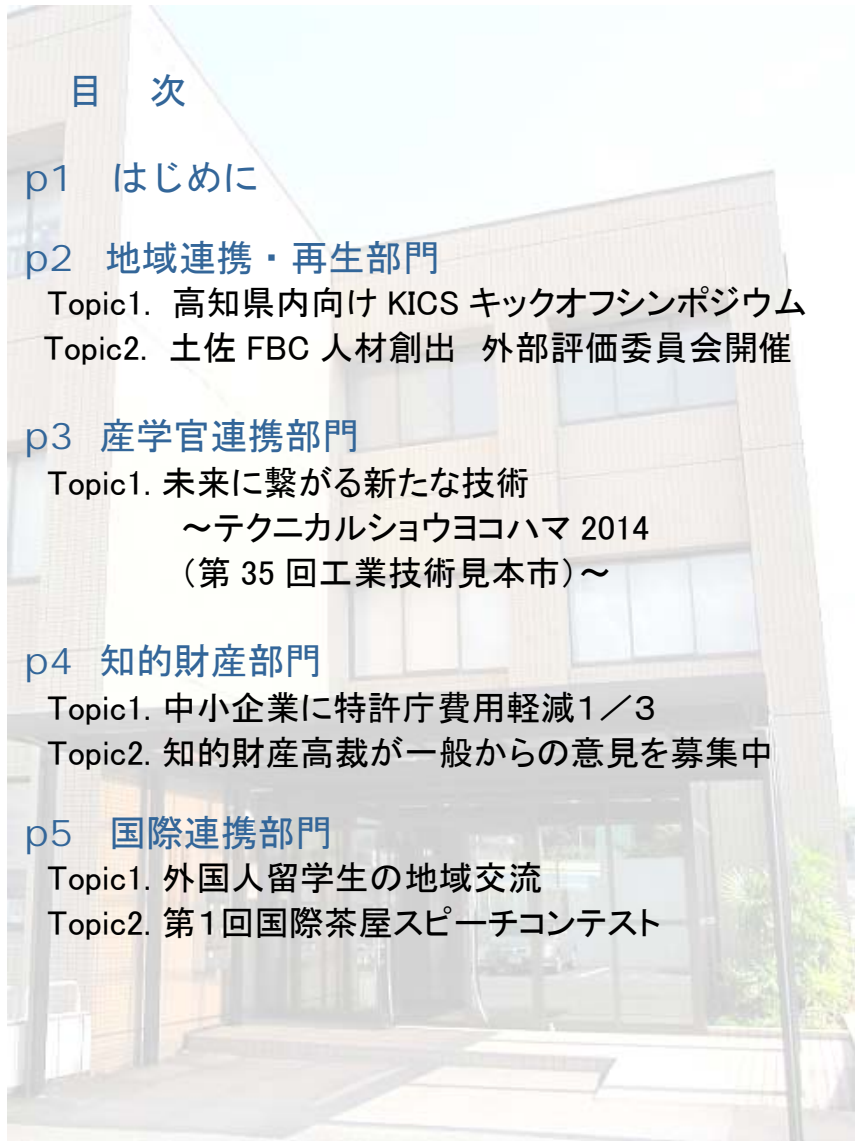 目 次
p1 はじめに
p2 地域連携・再生部門
Topic1. 高知県内向け KICS キックオフシンポジウム
Topic2. 土佐 FBC 人材創出 外部評価委員会開催
p3 産学官連携部門
Topic1. 未来に繋がる新たな技術
～テクニカルショウヨコハマ 2014
（第 35 回工業技術見本市）～
p4 知的財産部門
Topic1. 中小企業に特許庁費用軽減１／３
Topic2. 知的財産高裁が一般からの意見を募集中
p5 国際連携部門
Topic1. 外国人留学生の地域交流
Topic2. 第１回国際茶屋スピーチコンテスト